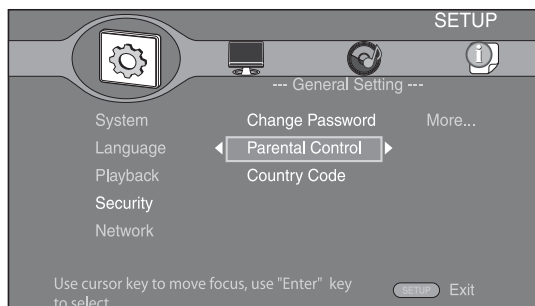 SETUP
--- General Setting ---
System Change Password More...
Language Parental Control
Playback Country Code
Security
Network
Use cursor key to move focus, use "Enter" key
to select
SETUP Exit